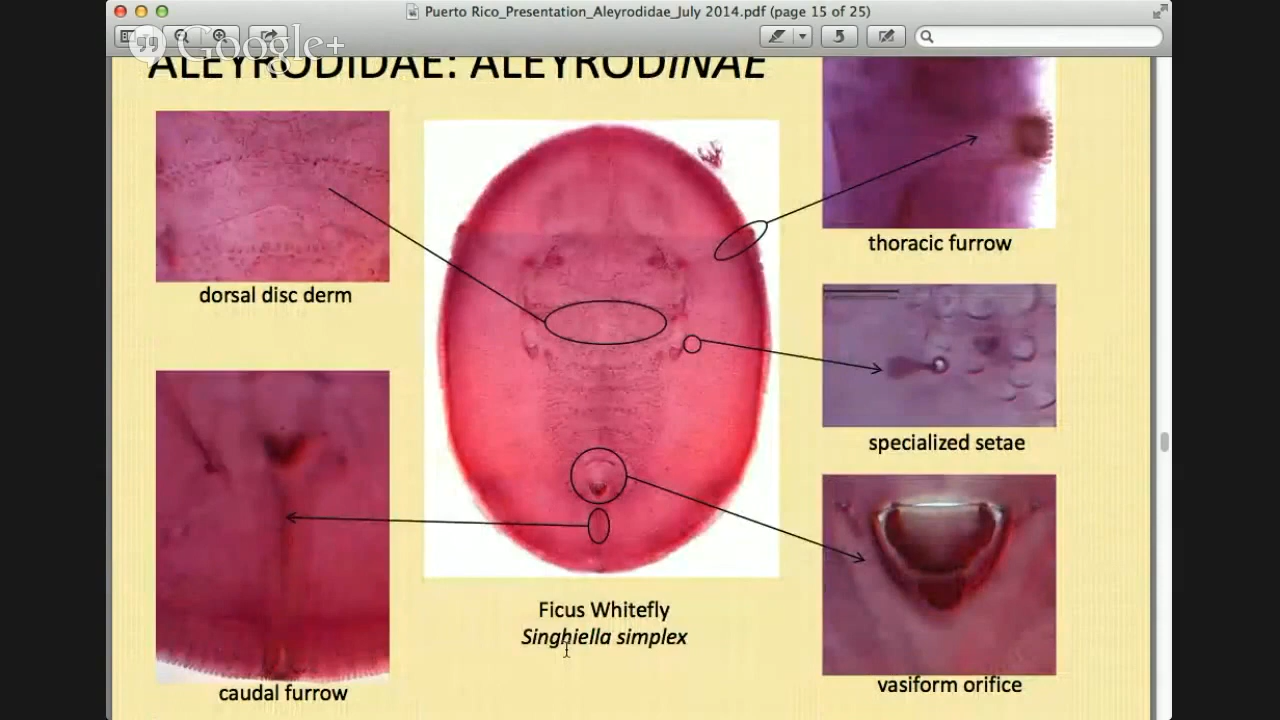 Puerto Rico_Presentation_Aleyrodidae_July 2014.pdf (page 15 of 25)
Google+
5
ALEYRODIDAE: ALEYRODINAE
dorsal disc derm
thoracic furrow
specialized setae
Ficus Whitefly
Singhiella simplex
caudal furrow
vasiform orifice